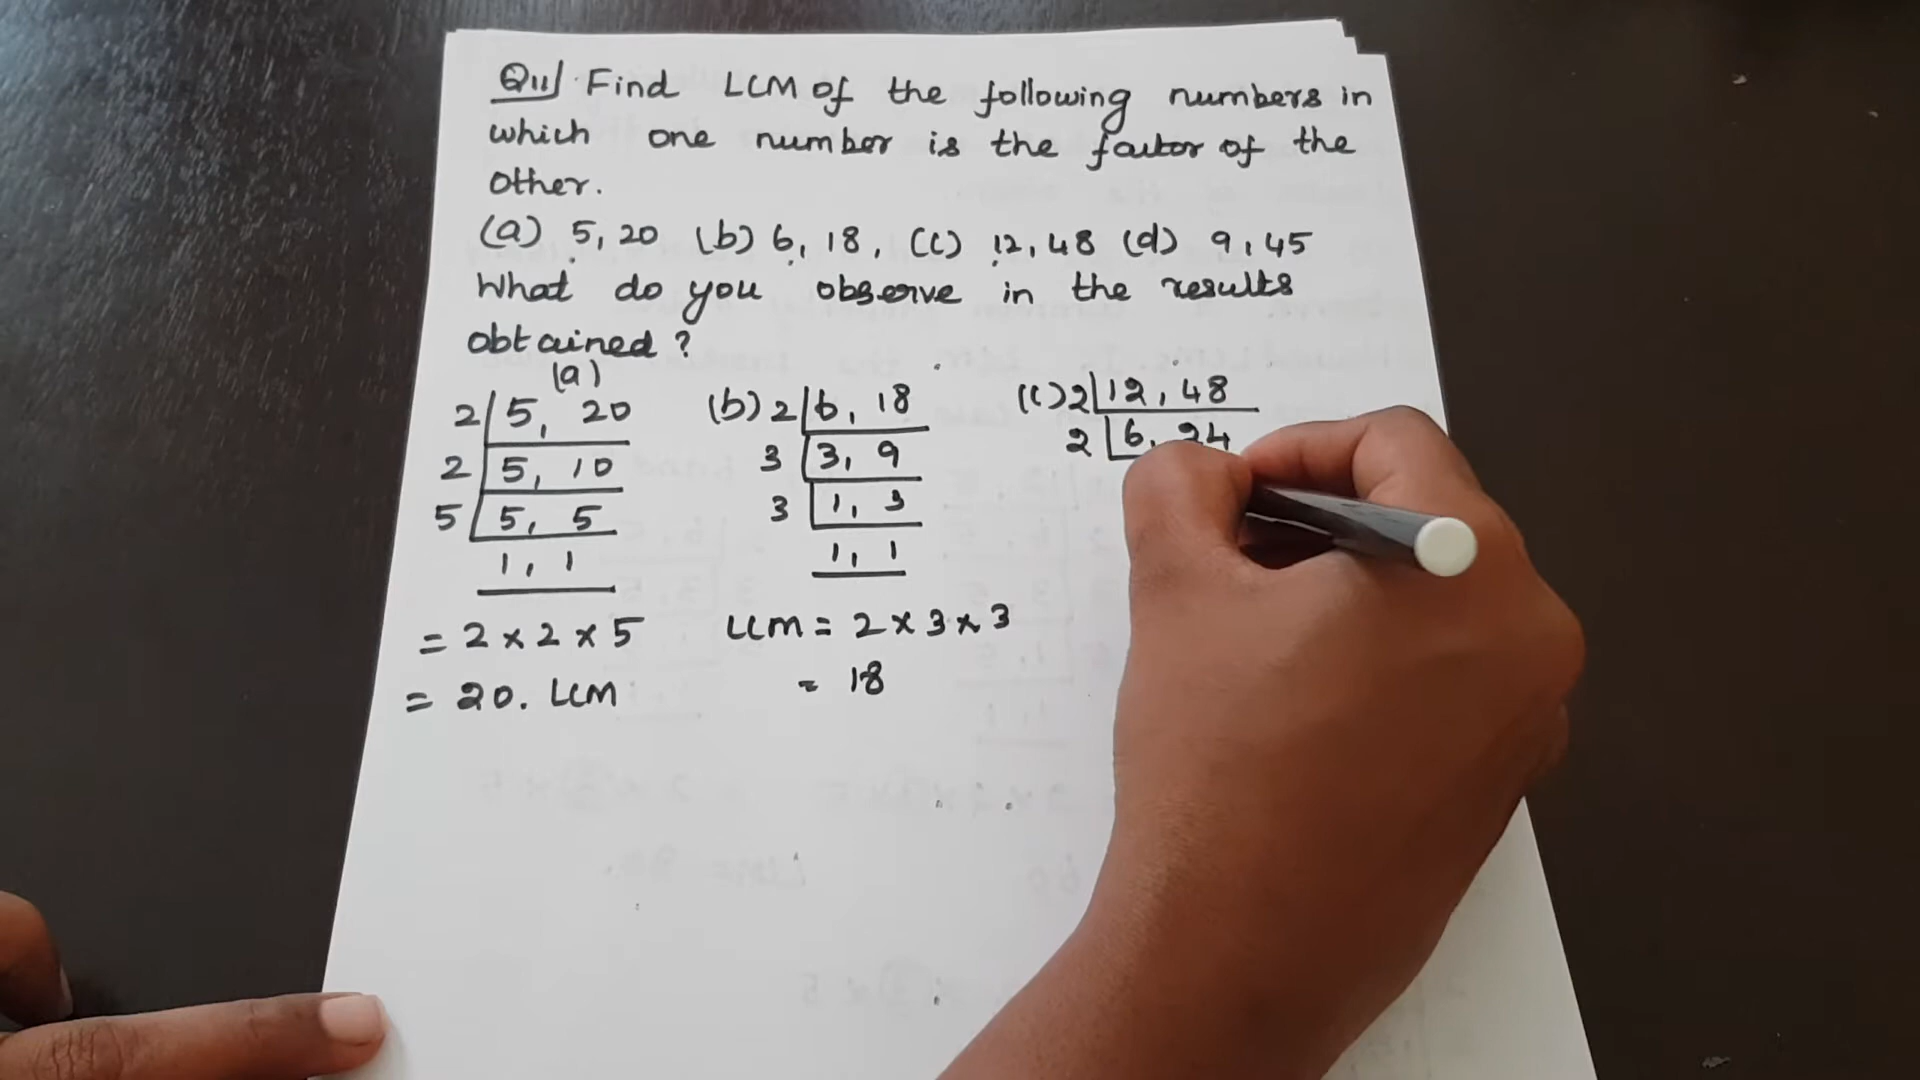 Q11) Find LCM of the following numbers in
which one number is the factor of the
other.
(a) 5, 20 (b) 6, 18, (c) 12, 48 (d) 9, 45
What do you observe in the results
obtained?
(a)
2 5, 20
2 5, 10
5 5, 5
1, 1
= 2 × 2 × 5
= 20. LCM
(b) 2 6, 18
3 3, 9
3 1, 3
1, 1
LCM = 2 × 3 × 3
= 18
(c) 2 12, 48
2 6, 24